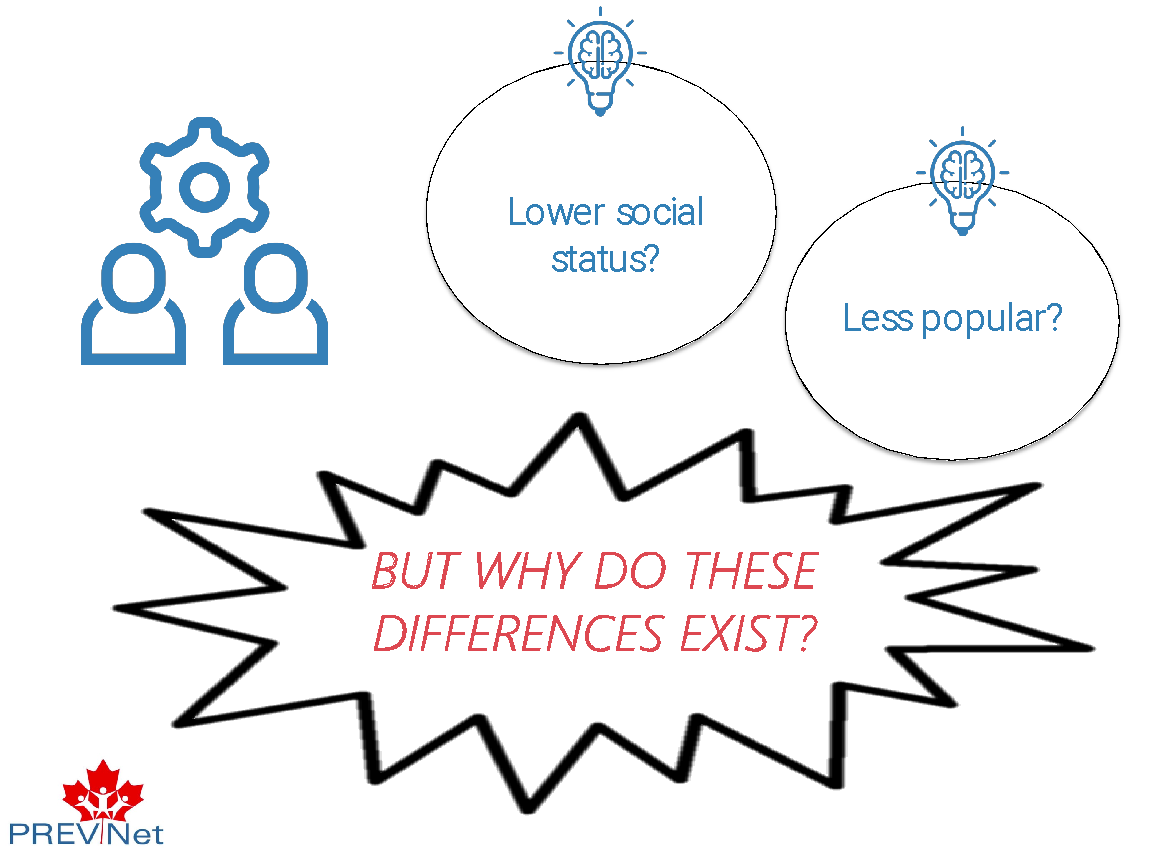 Lower social
status?
Less popular?
BUT WHY DO THESE
DIFFERENCES EXIST?
PREVNet